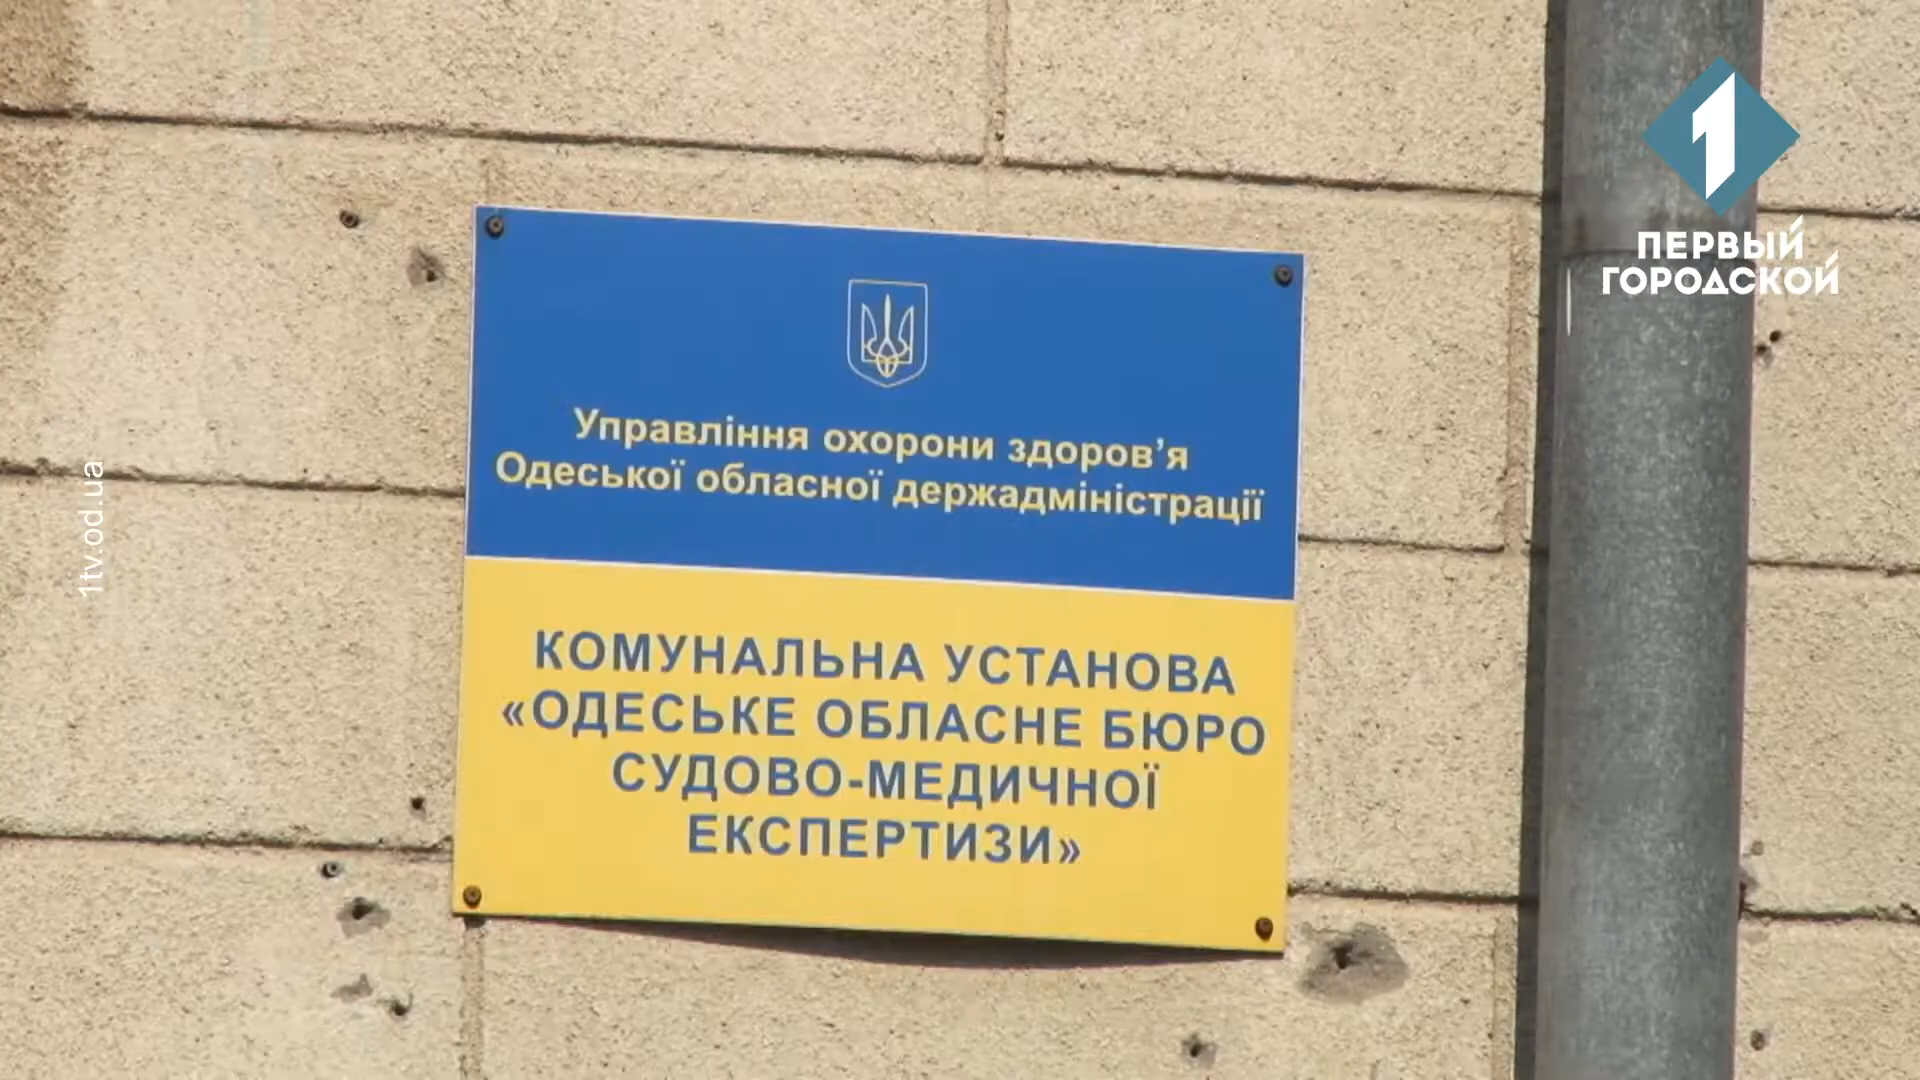 1
ПЕРВЫЙ
ГОРОДСКОЙ
1tv.od.ua
Управління охорони здоров’я
Одеської обласної держадміністрації
КОМУНАЛЬНА УСТАНОВА
«ОДЕСЬКЕ ОБЛАСНЕ БЮРО
СУДОВО-МЕДИЧНОЇ
ЕКСПЕРТИЗИ»